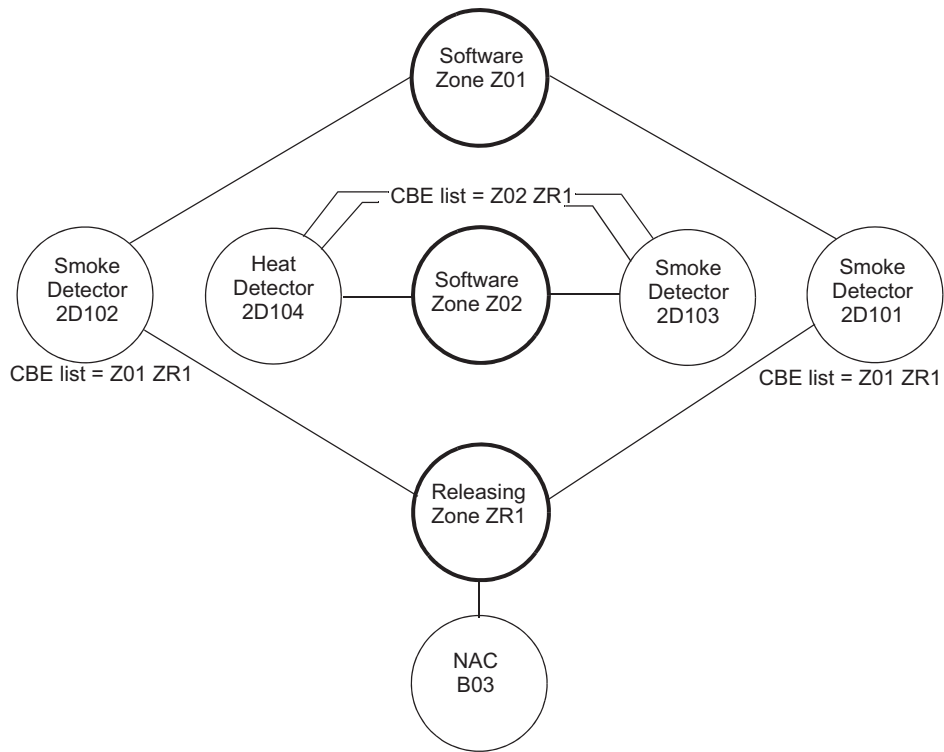 Software
Zone Z01
CBE list = Z02 ZR1
Smoke
Detector
2D102
Heat
Detector
2D104
Software
Zone Z02
Smoke
Detector
2D103
Smoke
Detector
2D101
CBE list = Z01 ZR1
CBE list = Z01 ZR1
Releasing
Zone ZR1
NAC
B03